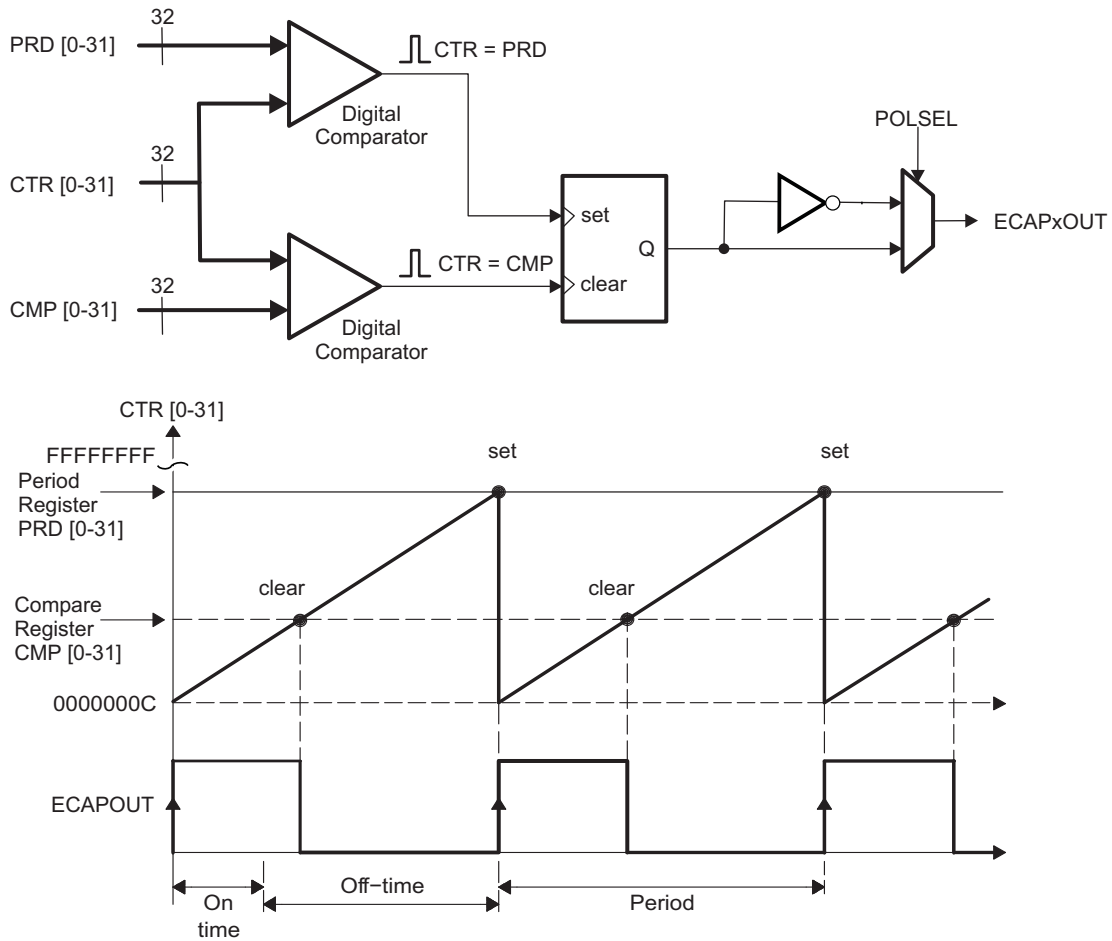 32
PRD [0-31]
CTR = PRD
Digital
Comparator
POLSEL
32
CTR [0-31]
set
ECAPxOUT
Q
CTR = CMP
32
clear
CMP [0-31]
Digital
Comparator
CTR [0-31]
FFFFFFFF
set
set
Period
Register
PRD [0-31]
clear
clear
Compare
Register
CMP [0-31]
0000000C
ECAPOUT
On
time
Off−time
Period